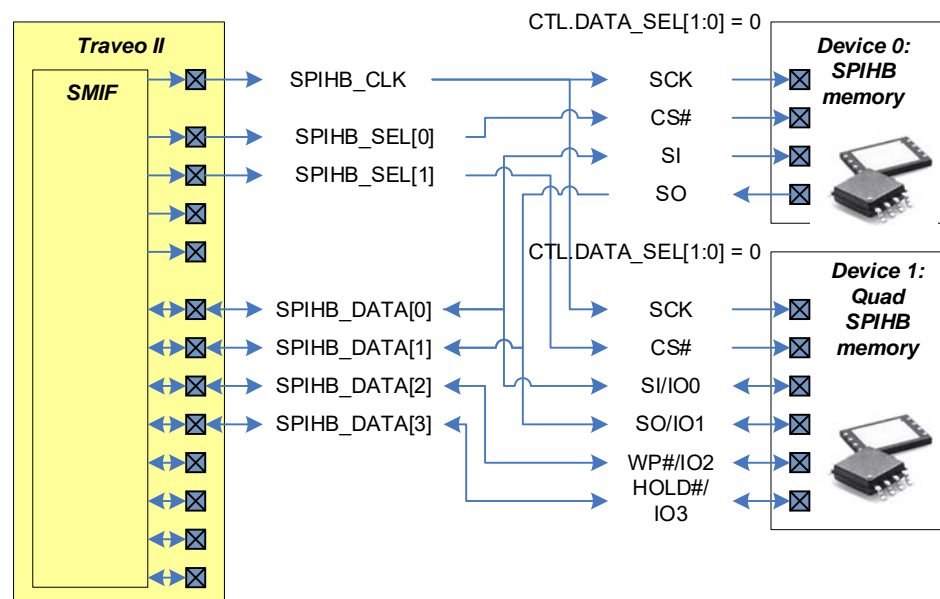 CTL.DATA_SEL[1:0] = 0
Traveo II
SMIF
SPIHB_CLK
SPIHB_SEL[0]
SPIHB_SEL[1]
SPIHB_DATA[0]
SPIHB_DATA[1]
SPIHB_DATA[2]
SPIHB_DATA[3]
SCK
CS#
SI
SO
Device 0:
SPIHB
memory
CTL.DATA_SEL[1:0] = 0
SCK
CS#
SI/IO0
SO/IO1
WP#/IO2
HOLD#/
IO3
Device 1:
Quad
SPIHB
memory